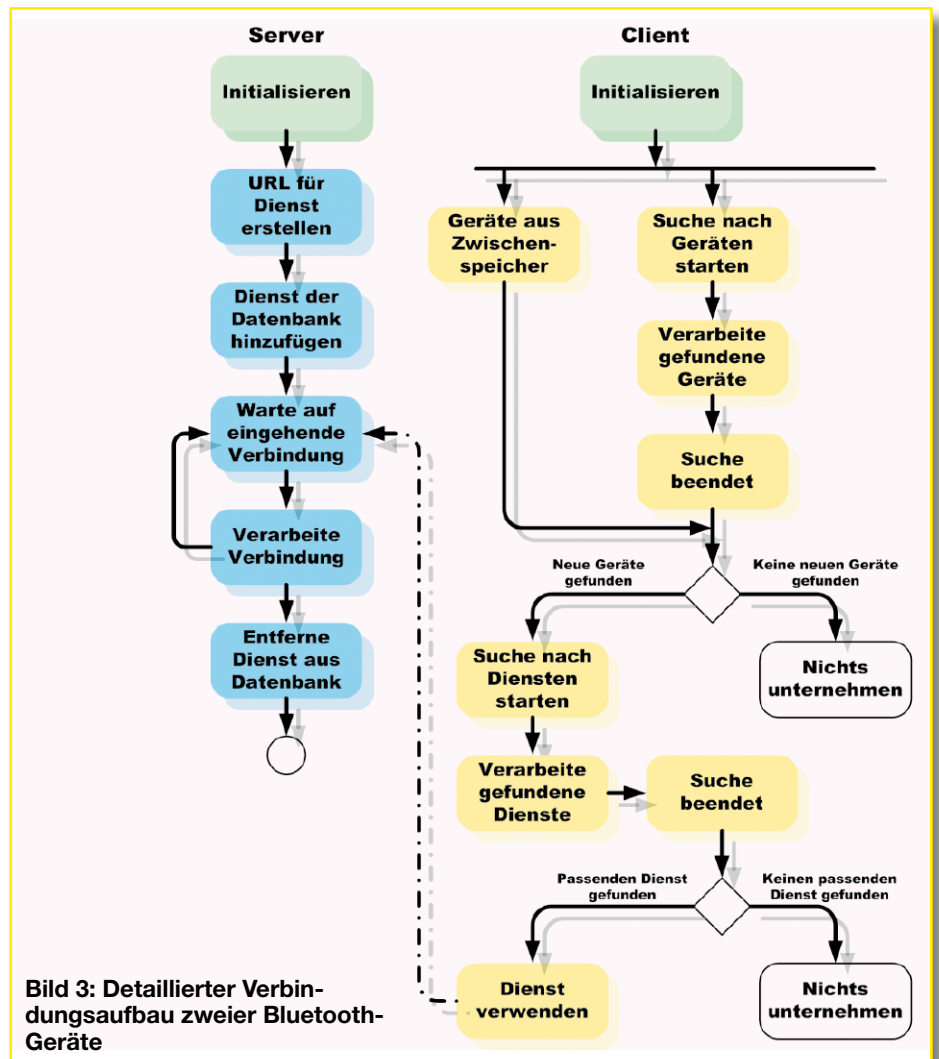 Server
Initialisieren
URL für
Dienst
erstellen
Dienst der
Datenbank
hinzufügen
Warte auf
eingehende
Verbindung
Verarbeite
Verbindung
Entferne
Dienst aus
Datenbank
Client
Initialisieren
Geräte aus
Zwischen-
speicher
Suche nach
Geräten
starten
Verarbeite
gefundene
Geräte
Suche
beendet
Neue Geräte
gefunden
Keine neuen Geräte
gefunden
Suche nach
Diensten
starten
Nichts
unternehmen
Verarbeite
gefundene
Dienste
Suche
beendet
Passenden Dienst
gefunden
Keinen passenden
Dienst gefunden
Dienst
verwenden
Nichts
unternehmen
Bild 3: Detaillierter Verbin-
dungsaufbau zweier Bluetooth-
Geräte